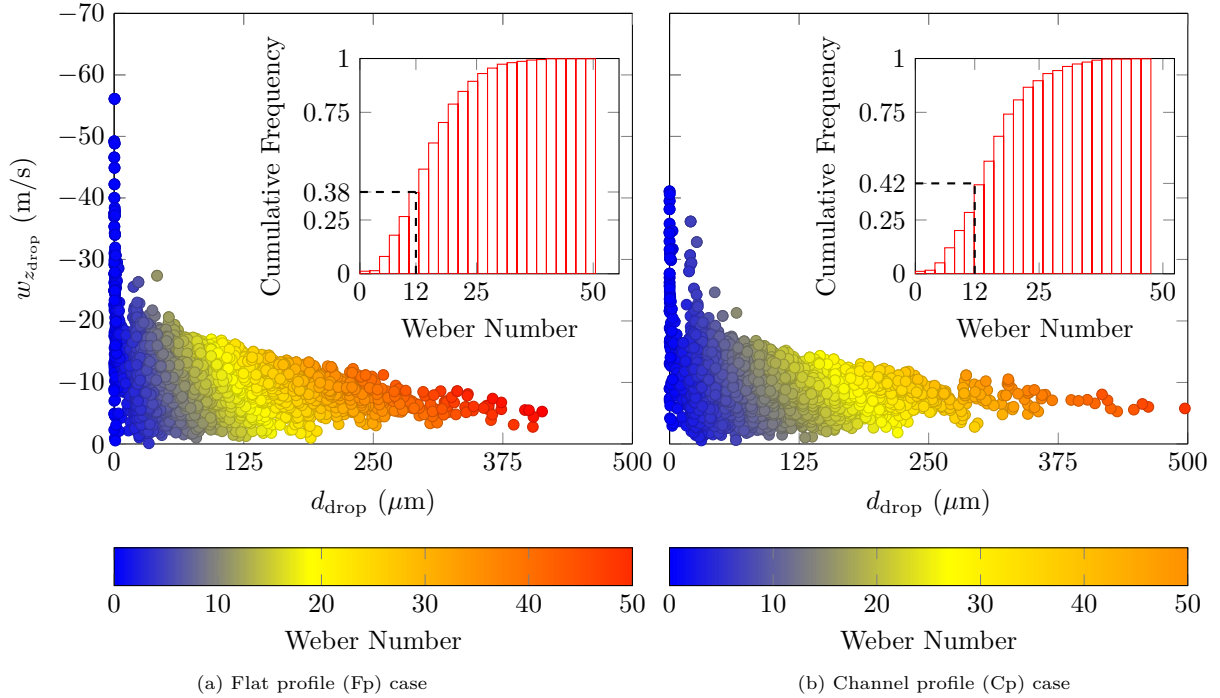 −70
−60
−50
−40
−30
−20
−10
0
w_{z_drop} (m/s)
0 125 250 375 500
d_drop (μm)
1
0.75
0.38
0.25
0
Cumulative Frequency
0 12 25 50
Weber Number
0 10 20 30 40 50
Weber Number
(a) Flat profile (Fp) case
1
0.75
0.42
0.25
0
Cumulative Frequency
0 12 25 50
Weber Number
0 125 250 375 500
d_drop (μm)
0 10 20 30 40 50
Weber Number
(b) Channel profile (Cp) case